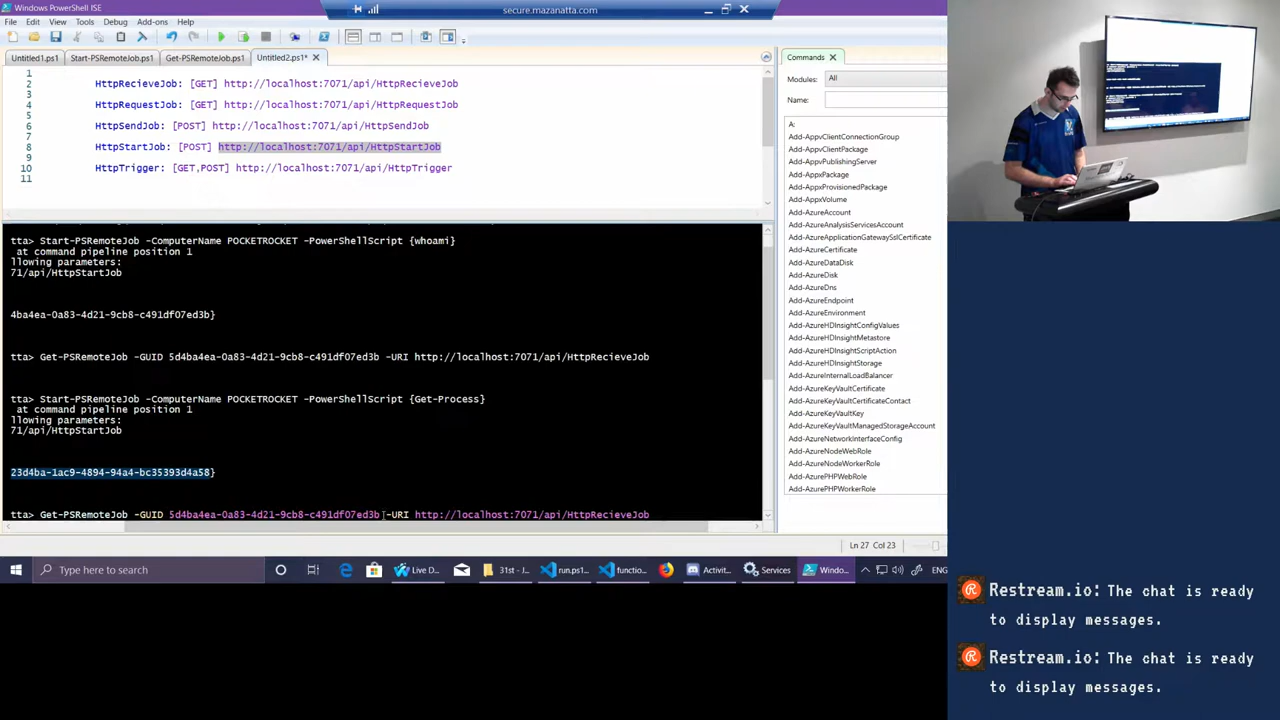 Windows PowerShell ISE
secure.mazanatta.com
File Edit View Tools Debug Add-ons Help
Untitled1.ps1 Start-PSRemoteJob.ps1 Get-PSRemoteJob.ps1 Untitled2.ps1*
1
2 HttpRecieveJob: [GET] http://localhost:7071/api/HttpRecieveJob
3
4 HttpRequestJob: [GET] http://localhost:7071/api/HttpRequestJob
5
6 HttpSendJob: [POST] http://localhost:7071/api/HttpSendJob
7
8 HttpStartJob: [POST] http://localhost:7071/api/HttpStartJob
9
10 HttpTrigger: [GET,POST] http://localhost:7071/api/HttpTrigger
11
tta> Start-PSRemoteJob -ComputerName POCKETROCKET -PowerShellScript {whoami}
at command pipeline position 1
llowing parameters:
71/api/HttpStartJob
4ba4ea-0a83-4d21-9cb8-c491df07ed3b}
tta> Get-PSRemoteJob -GUID 5d4ba4ea-0a83-4d21-9cb8-c491df07ed3b -URI http://localhost:7071/api/HttpRecieveJob
tta> Start-PSRemoteJob -ComputerName POCKETROCKET -PowerShellScript {Get-Process}
at command pipeline position 1
llowing parameters:
71/api/HttpStartJob
23d4ba-1ac9-4894-94a4-bc35393d4a58}
tta> Get-PSRemoteJob -GUID 5d4ba4ea-0a83-4d21-9cb8-c491df07ed3b -URI http://localhost:7071/api/HttpRecieveJob
Commands
Modules: All
Name:
A:
Add-AppvClientConnectionGroup
Add-AppvClientPackage
Add-AppvPublishingServer
Add-AppxPackage
Add-AppxProvisionedPackage
Add-AppxVolume
Add-AzureAccount
Add-AzureAnalysisServicesAccount
Add-AzureApplicationGatewaySslCertificate
Add-AzureCertificate
Add-AzureDataDisk
Add-AzureDisk
Add-AzureDns
Add-AzureEndpoint
Add-AzureEnvironment
Add-AzureHDInsightConfigValues
Add-AzureHDInsightMetastore
Add-AzureHDInsightScriptAction
Add-AzureHDInsightStorage
Add-AzureInternalLoadBalancer
Add-AzureKeyVaultCertificate
Add-AzureKeyVaultCertificateContact
Add-AzureKeyVaultKey
Add-AzureKeyVaultManagedStorageAccount
Add-AzureNetworkInterfaceConfig
Add-AzureNodeWebRole
Add-AzureNodeWorkerRole
Add-AzurePHPWebRole
Add-AzurePHPWorkerRole
Ln 27 Col 23
Type here to search
Live D... 31st - J... run.ps1... functio... Activit... Services Windo... ENG
Restream.io: The chat is ready
to display messages.
Restream.io: The chat is ready
to display messages.